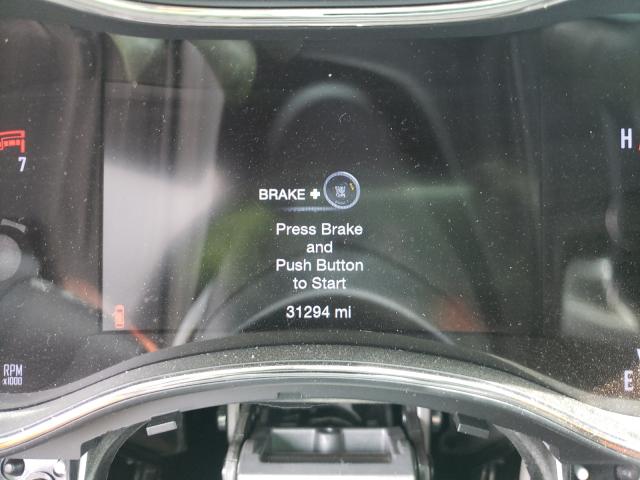 7
H
BRAKE +
Press Brake
and
Push Button
to Start
31294 mi
RPM
x1000
E